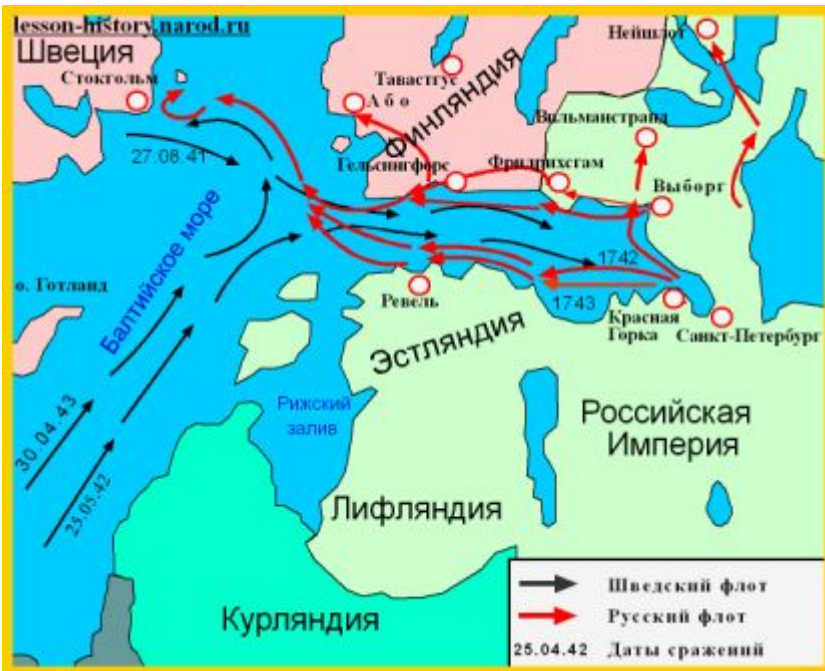 lesson-history.narod.ru
Швеция
Стокгольм
Нейшлот
Тавастгус
Або
Финляндия
Вильманстранд
27.08.41
Гельсингфорс
Фридрихсгам
Выборг
Балтийское море
1742
о. Готланд
Ревель
1743
Красная
Горка
Санкт-Петербург
Эстляндия
30.04.43
25.05.42
Рижский
залив
Российская
Империя
Лифляндия
Курляндия
Шведский флот
Русский флот
25.04.42 Даты сражений